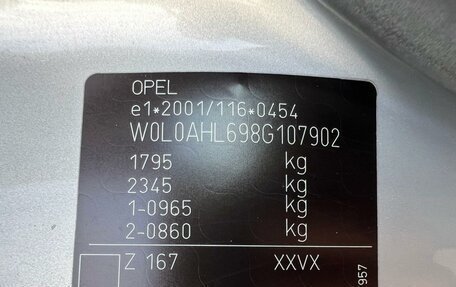 OPEL
e1*2001/116*0454
W0L0AHL698G107902
1795 kg
2345 kg
1-0965 kg
2-0860 kg
Z 167 XXVX
957